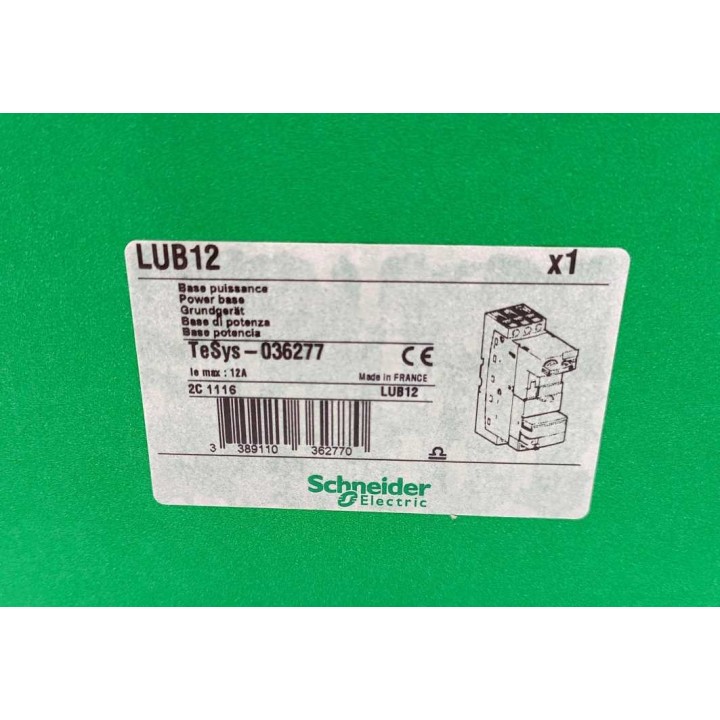 LUB12 x1
Base puissance
Power base
Grundgerät
Base di potenza
Base potencia
TeSys-036277 CE
Ie max : 12A Made in FRANCE
2C 1116 LUB12
3 389110 362770
Schneider
Electric